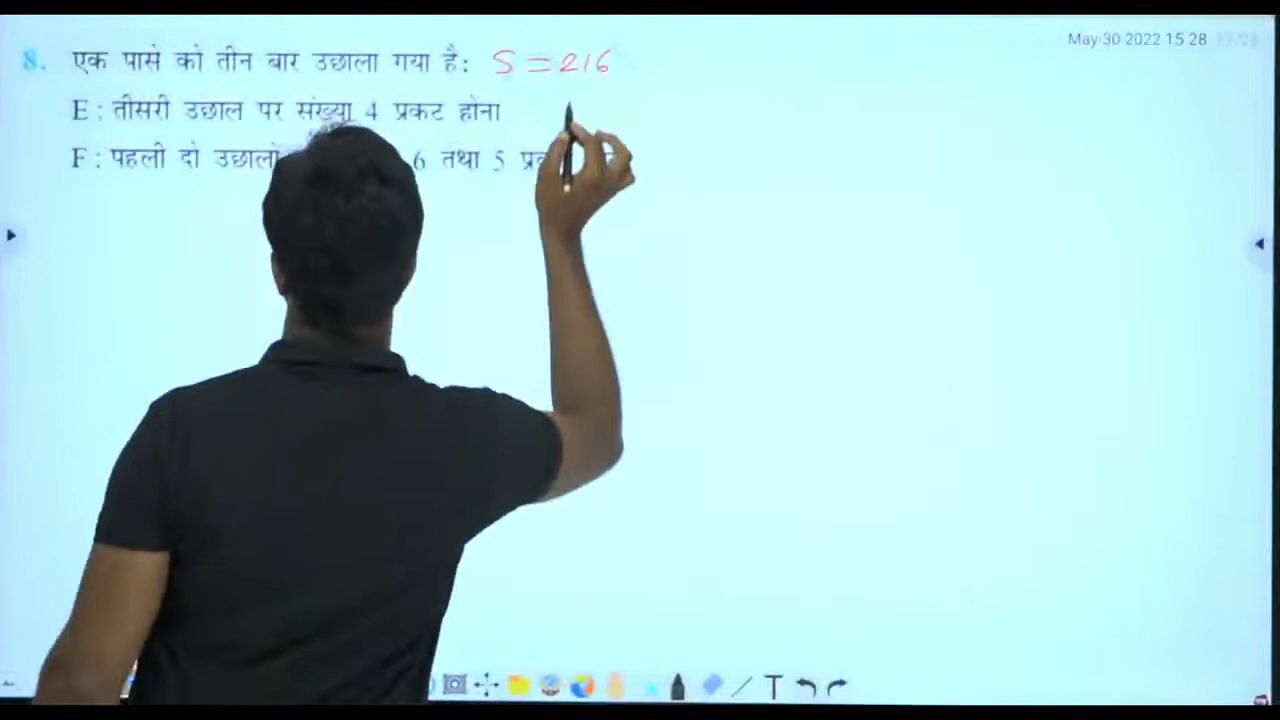 May 30 2022 15 28
8. एक पासे को तीन बार उछाला गया है: S = 216
E : तीसरी उछाल पर संख्या 4 प्रकट होना
F : पहली दो उछालों 6 तथा 5